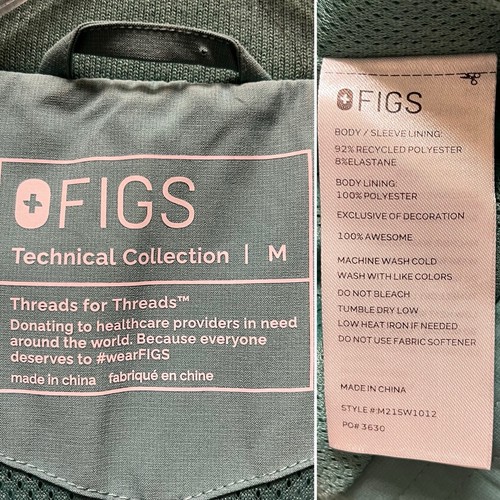 FIGS
Technical Collection | M
Threads for Threads™
Donating to healthcare providers in need
around the world. Because everyone
deserves to #wearFIGS
made in china fabriqué en chine
FIGS
BODY / SLEEVE LINING:
92% RECYCLED POLYESTER
8%ELASTANE
BODY LINING:
100% POLYESTER
EXCLUSIVE OF DECORATION
100% AWESOME
MACHINE WASH COLD
WASH WITH LIKE COLORS
DO NOT BLEACH
TUMBLE DRY LOW
LOW HEAT IRON IF NEEDED
DO NOT USE FABRIC SOFTENER
MADE IN CHINA
STYLE #:M21SW1012
PO# 3630